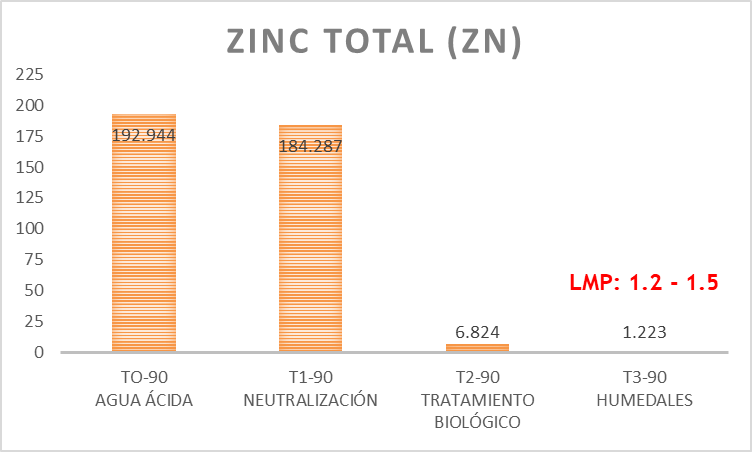 ZINC TOTAL (ZN)
225
200
175
150
125
100
75
50
25
0
192.944
184.287
6.824
1.223
LMP: 1.2 - 1.5
TO-90
AGUA ÁCIDA
T1-90
NEUTRALIZACIÓN
T2-90
TRATAMIENTO
BIOLÓGICO
T3-90
HUMEDALES